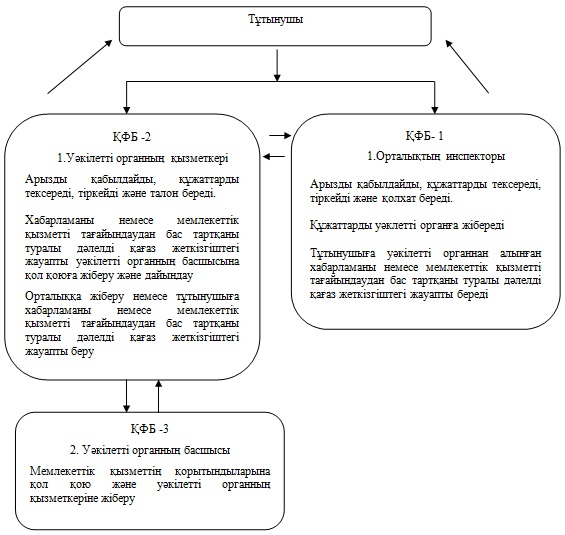 Тұтынушы
ҚФБ -2
1.Уәкілетті органның қызметкері
Арызды қабылдайды, құжаттарды
тексереді, тіркейді және талон береді.
Хабарламаны немесе мемлекеттік
қызметті тағайындаудан бас тартқаны
туралы дәлелді қағаз жеткізгіштегі
жауапты уәкілетті органның басшысына
қол қоюға жіберу және дайындау
Орталыққа жіберу немесе тұтынушыға
хабарламаны немесе мемлекеттік
қызметті тағайындаудан бас тартқаны
туралы дәлелді қағаз жеткізгіштегі
жауапты беру
ҚФБ- 1
1.Орталықтың инспекторы
Арызды қабылдайды, құжаттарды тексереді,
тіркейді және қолхат береді.
Құжаттарды уәклетті органға жібереді
Тұтынушыға уәкілетті органнан алынған
хабарламаны немесе мемлекеттік қызметті
тағайындаудан бас тартқаны туралы дәлелді
қағаз жеткізгіштегі жауапты береді
ҚФБ -3
2. Уәкілетті органның басшысы
Мемлекеттік қызметтің қорытындыларына
қол қою және уәкілетті органның
қызметкеріне жіберу